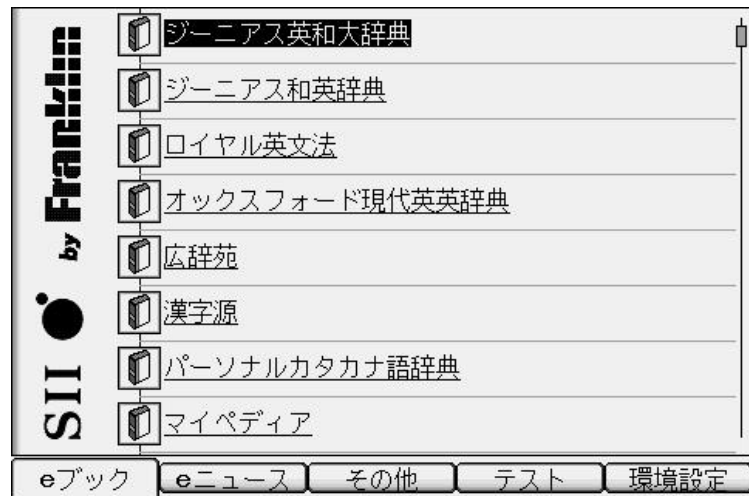 ジーニアス英和大辞典
ジーニアス和英辞典
ロイヤル英文法
オックスフォード現代英英辞典
広辞苑
漢字源
パーソナルカタカナ語辞典
マイペディア
SII by Franklin
eブック eニュース その他 テスト 環境設定